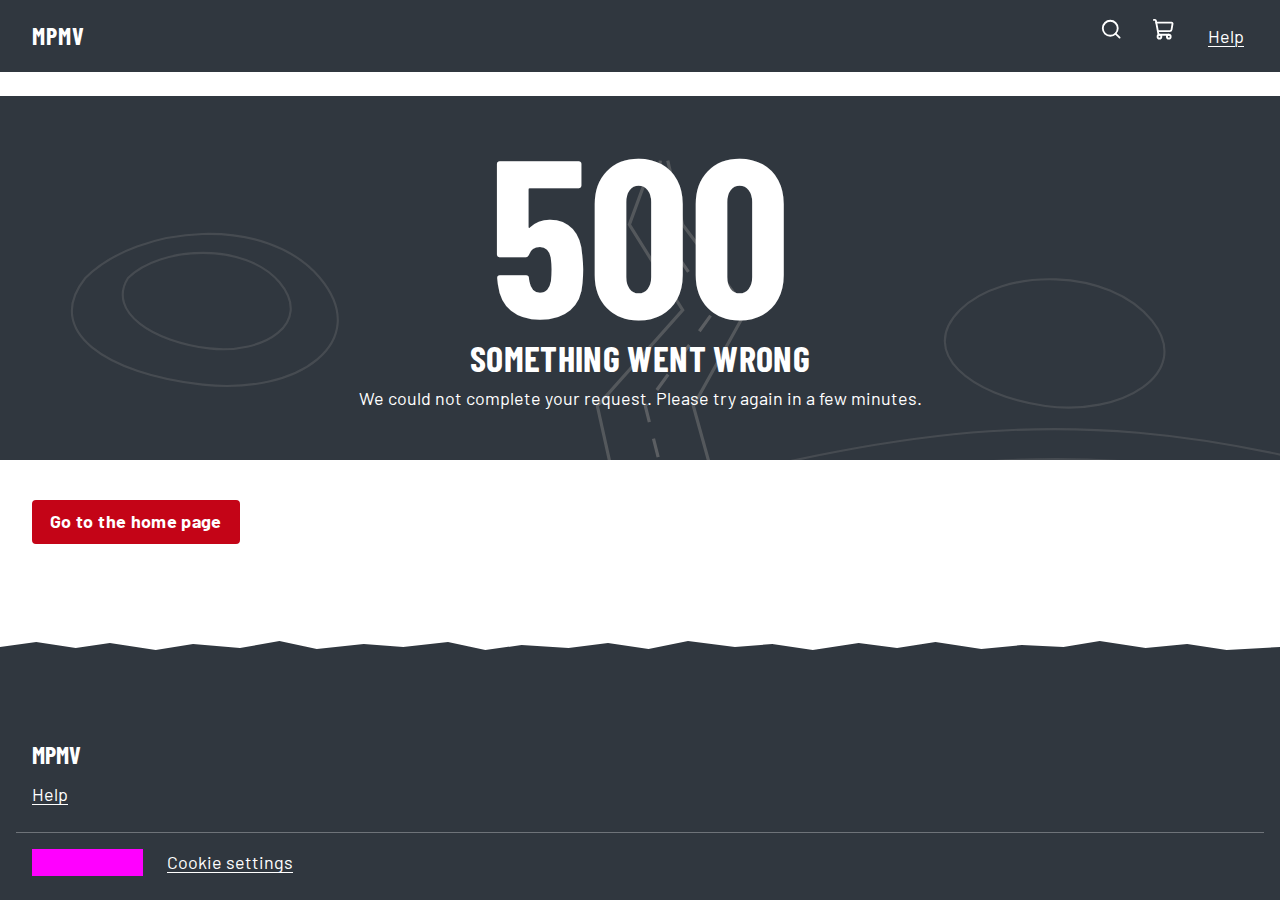 MPMV
Help
500
SOMETHING WENT WRONG
We could not complete your request. Please try again in a few minutes.
Go to the home page
MPMV
Help
Cookie settings